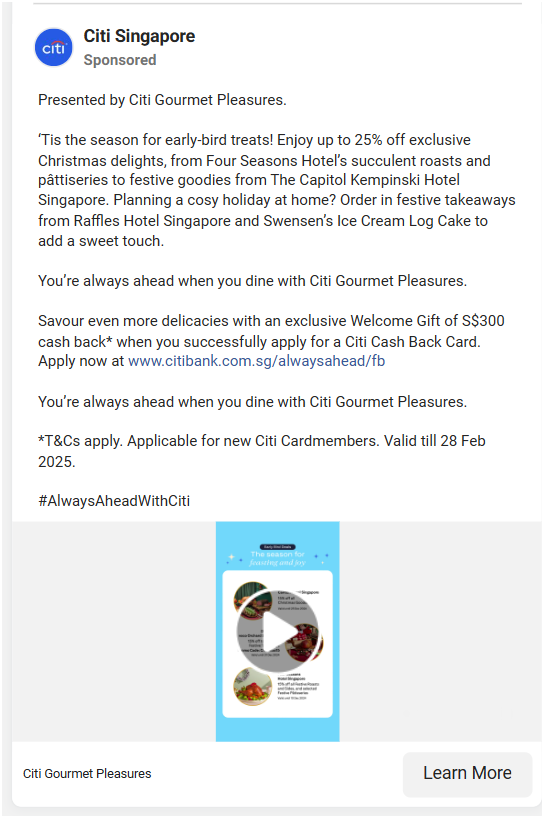 citi
Citi Singapore
Sponsored
Presented by Citi Gourmet Pleasures.
‘Tis the season for early-bird treats! Enjoy up to 25% off exclusive
Christmas delights, from Four Seasons Hotel’s succulent roasts and
pâttiseries to festive goodies from The Capitol Kempinski Hotel
Singapore. Planning a cosy holiday at home? Order in festive takeaways
from Raffles Hotel Singapore and Swensen’s Ice Cream Log Cake to
add a sweet touch.
You’re always ahead when you dine with Citi Gourmet Pleasures.
Savour even more delicacies with an exclusive Welcome Gift of S$300
cash back* when you successfully apply for a Citi Cash Back Card.
Apply now at www.citibank.com.sg/alwaysahead/fb
You’re always ahead when you dine with Citi Gourmet Pleasures.
*T&Cs apply. Applicable for new Citi Cardmembers. Valid till 28 Feb
2025.
#AlwaysAheadWithCiti
The season for
feasting and joy
Singapore
Hotel Singapore
Citi Gourmet Pleasures
Learn More